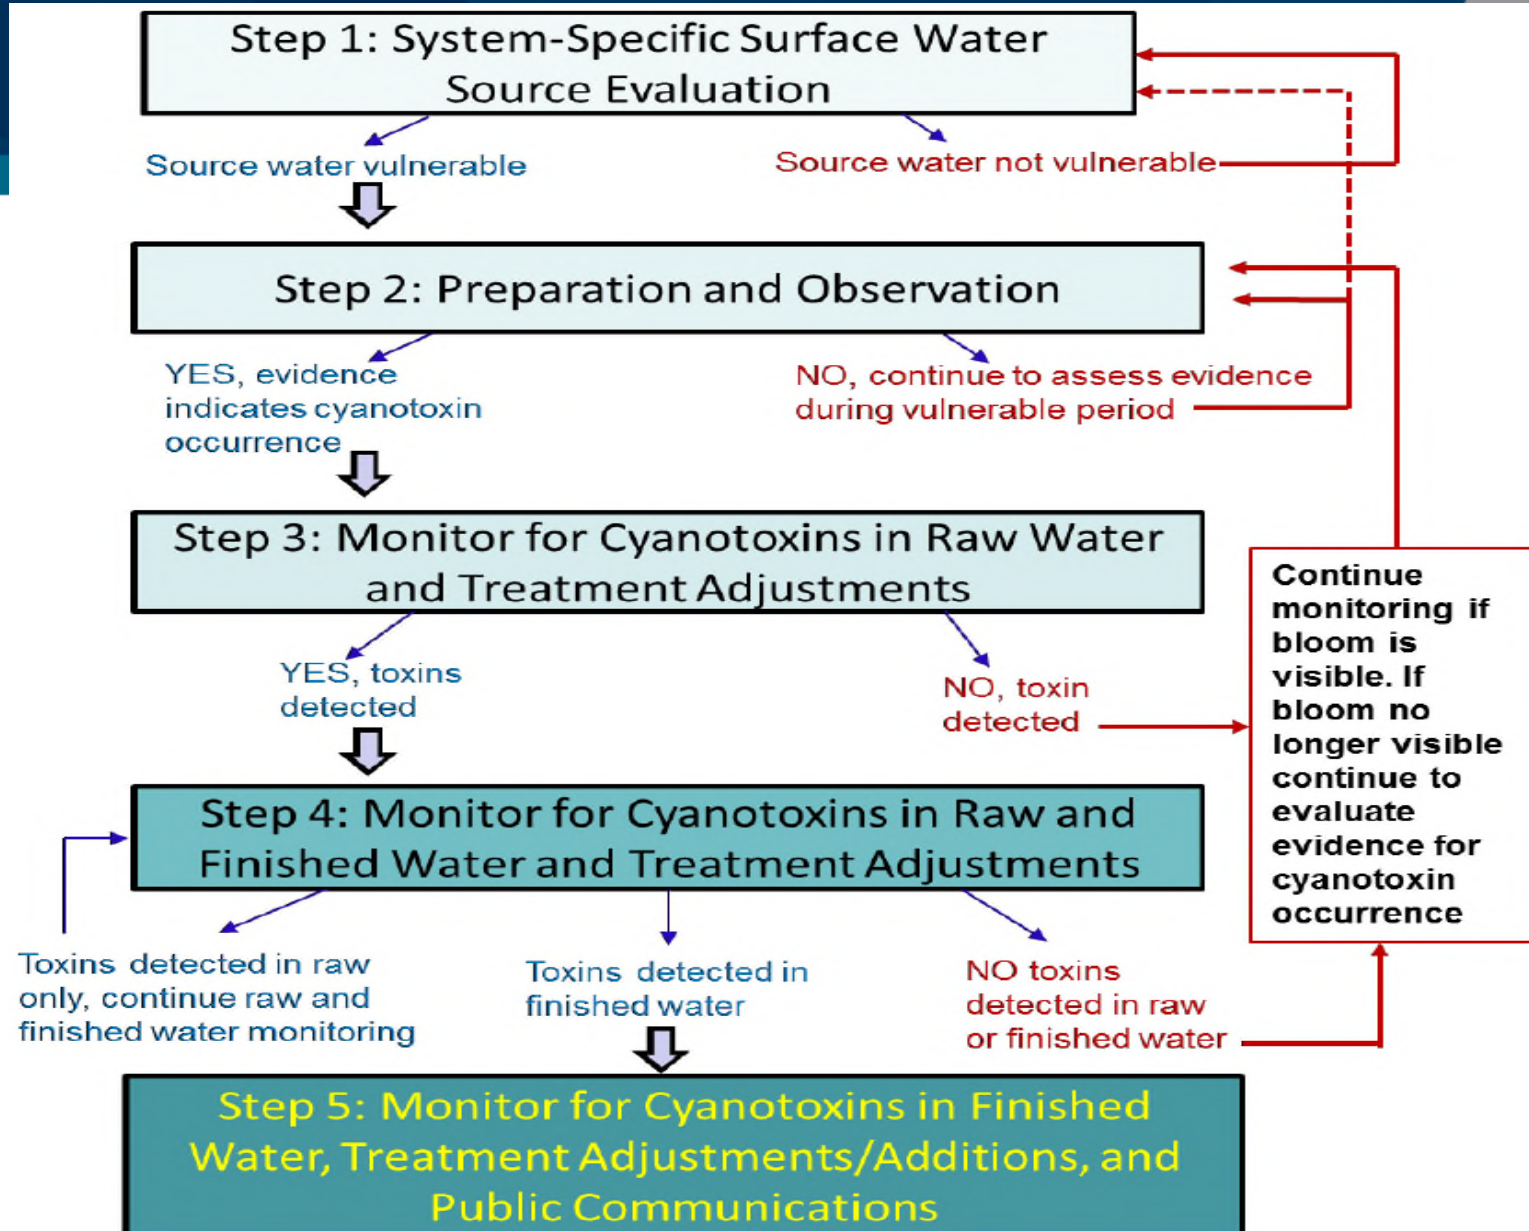 Step 1: System-Specific Surface Water
Source Evaluation
Source water vulnerable
Source water not vulnerable
Step 2: Preparation and Observation
YES, evidence
indicates cyanotoxin
occurrence
NO, continue to assess evidence
during vulnerable period
Step 3: Monitor for Cyanotoxins in Raw Water
and Treatment Adjustments
YES, toxins
detected
NO, toxin
detected
Continue
monitoring if
bloom is
visible. If
bloom no
longer visible
continue to
evaluate
evidence for
cyanotoxin
occurrence
Step 4: Monitor for Cyanotoxins in Raw and
Finished Water and Treatment Adjustments
Toxins detected in raw
only, continue raw and
finished water monitoring
Toxins detected in
finished water
NO toxins
detected in raw
or finished water
Step 5: Monitor for Cyanotoxins in Finished
Water, Treatment Adjustments/Additions, and
Public Communications